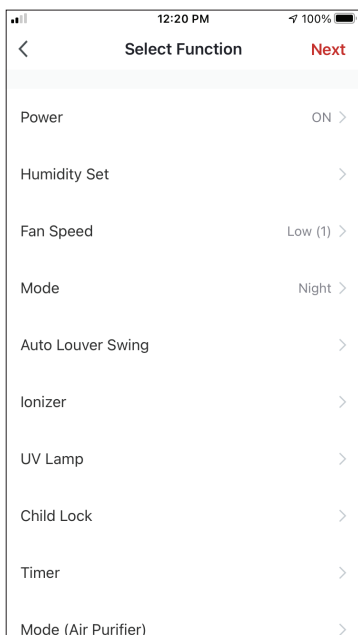 12:20 PM 100%
Select Function Next
Power ON
Humidity Set
Fan Speed Low (1)
Mode Night
Auto Louver Swing
Ionizer
UV Lamp
Child Lock
Timer
Mode (Air Purifier)